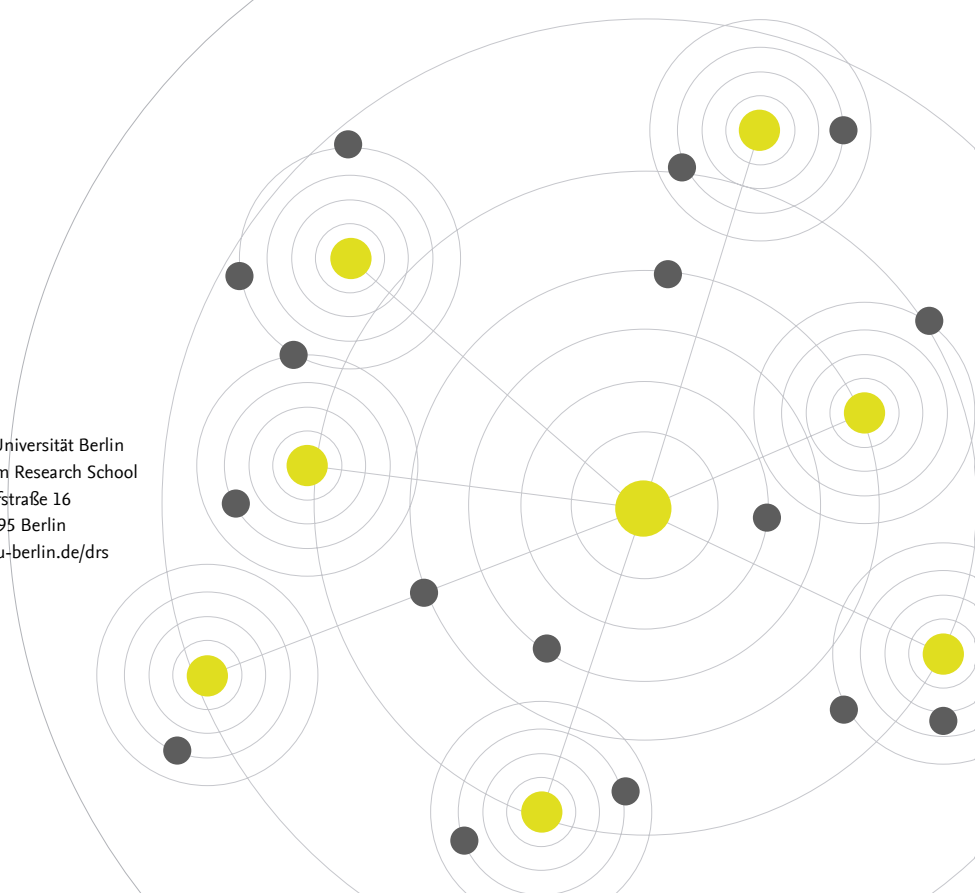 Universität Berlin
m Research School
fstraße 16
95 Berlin
u-berlin.de/drs